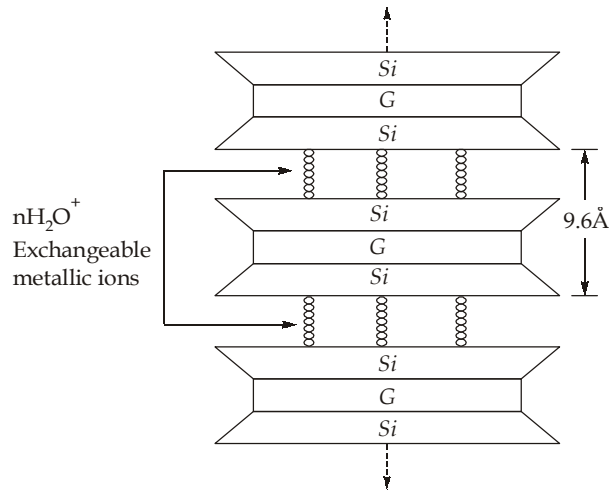 Si
G
Si
nH₂O⁺
Exchangeable
metallic ions
Si
G
Si
9.6Å
Si
G
Si